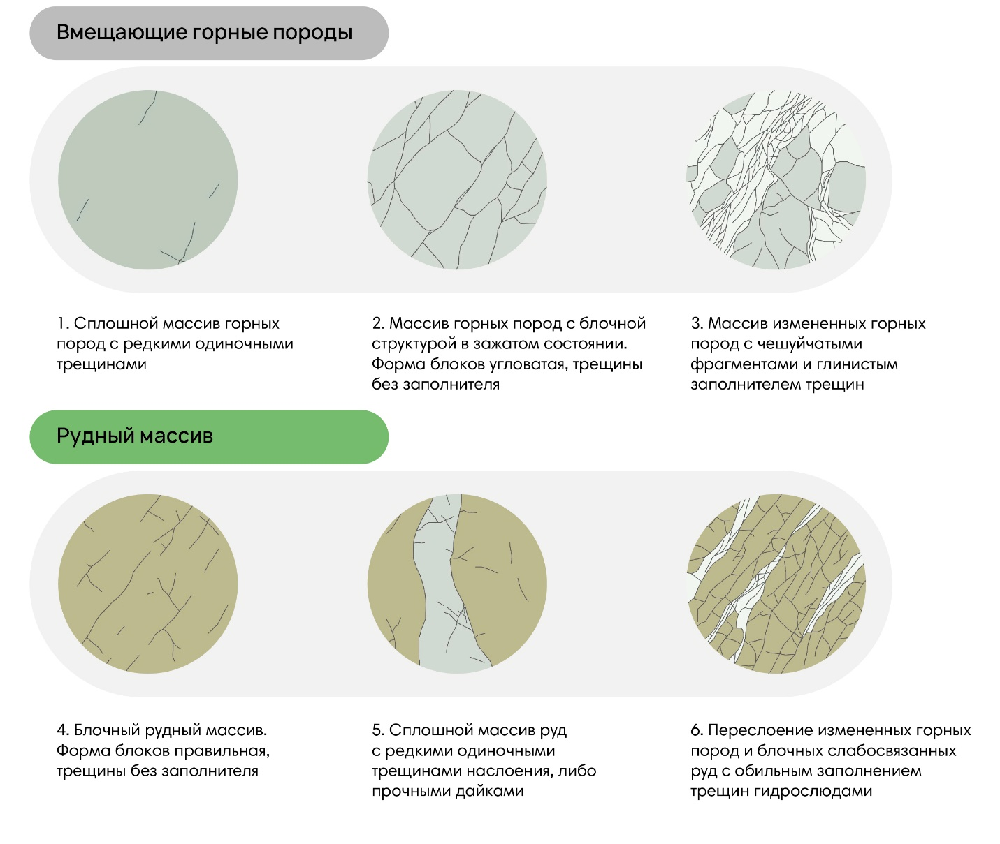 Вмещающие горные породы
1. Сплошной массив горных
пород с редкими одиночными
трещинами
2. Массив горных пород с блочной
структурой в зажатом состоянии.
Форма блоков угловатая, трещины
без заполнителя
3. Массив измененных горных
пород с чешуйчатыми
фрагментами и глинистым
заполнителем трещин
Рудный массив
4. Блочный рудный массив.
Форма блоков правильная,
трещины без заполнителя
5. Сплошной массив руд
с редкими одиночными
трещинами наслоения, либо
прочными дайками
6. Переслоение измененных горных
пород и блочных слабосвязанных
руд с обильным заполнением
трещин гидрослюдами